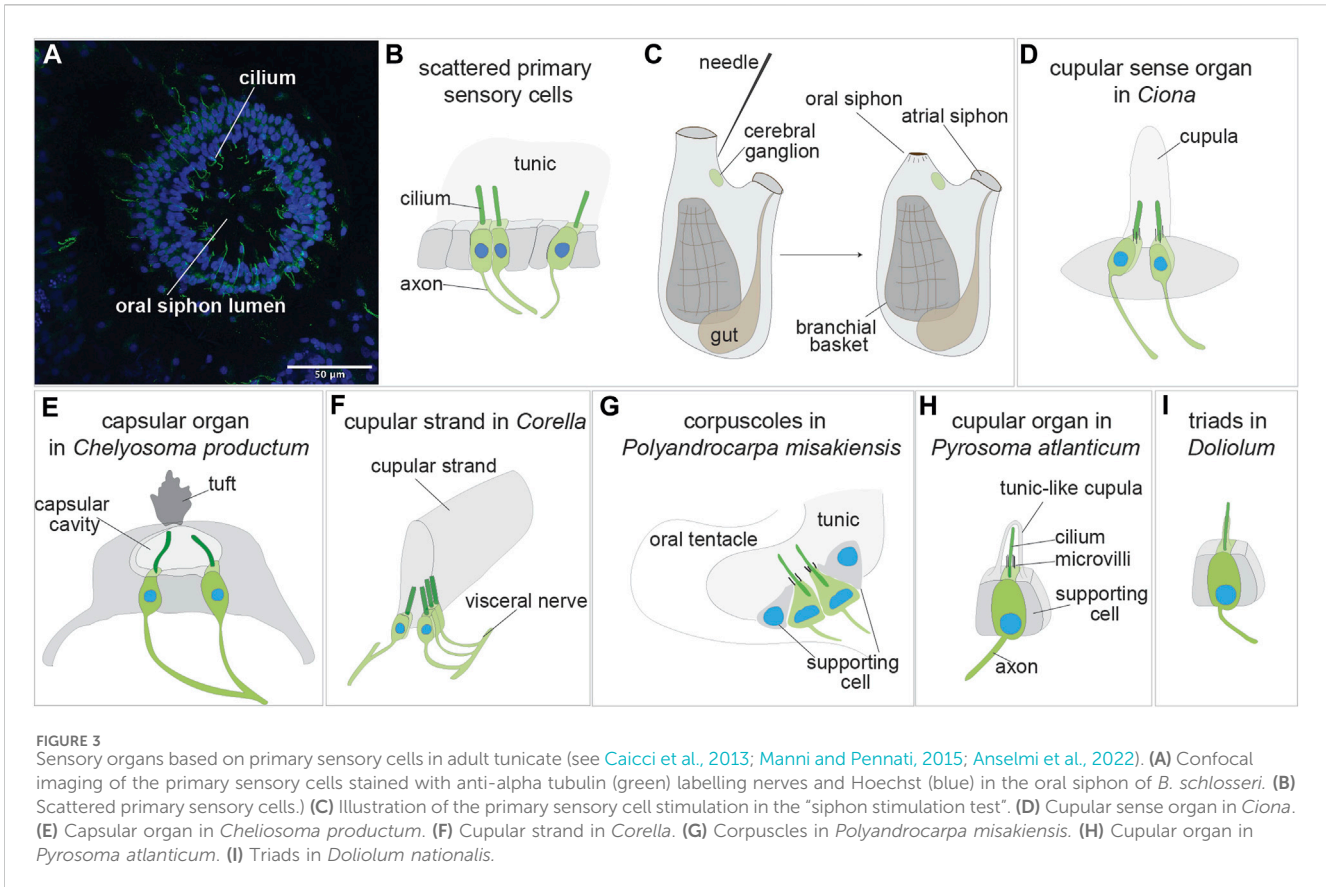 A
cilium
oral siphon lumen
50 µm
B
scattered primary
sensory cells
tunic
cilium
axon
C
needle
oral siphon
atrial siphon
cerebral
ganglion
gut
branchial
basket
D
cupular sense organ
in Ciona
cupula
E
capsular organ
in Chelyosoma productum
tuft
capsular
cavity
F
cupular strand in Corella
cupular strand
visceral nerve
G
corpuscoles in
Polyandrocarpa misakiensis
oral tentacle
tunic
supporting
cell
H
cupular organ in
Pyrosoma atlanticum
tunic-like cupula
cilium
microvilli
supporting
cell
axon
I
triads in
Doliolum
FIGURE 3
Sensory organs based on primary sensory cells in adult tunicate (see Caicci et al., 2013; Manni and Pennati, 2015; Anselmi et al., 2022). (A) Confocal
imaging of the primary sensory cells stained with anti-alpha tubulin (green) labelling nerves and Hoechst (blue) in the oral siphon of B. schlosseri. (B)
Scattered primary sensory cells.) (C) Illustration of the primary sensory cell stimulation in the “siphon stimulation test”. (D) Cupular sense organ in Ciona.
(E) Capsular organ in Cheliosoma productum. (F) Cupular strand in Corella. (G) Corpuscles in Polyandrocarpa misakiensis. (H) Cupular organ in
Pyrosoma atlanticum. (I) Triads in Doliolum nationalis.